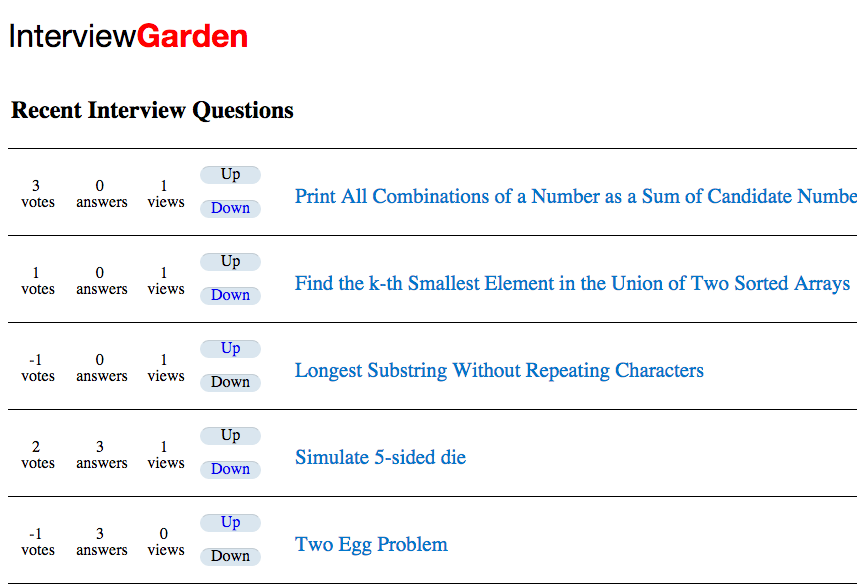 InterviewGarden
Recent Interview Questions
3 votes 0 answers 1 views Up Down Print All Combinations of a Number as a Sum of Candidate Numbe
1 votes 0 answers 1 views Up Down Find the k-th Smallest Element in the Union of Two Sorted Arrays
-1 votes 0 answers 1 views Up Down Longest Substring Without Repeating Characters
2 votes 3 answers 1 views Up Down Simulate 5-sided die
-1 votes 3 answers 0 views Up Down Two Egg Problem